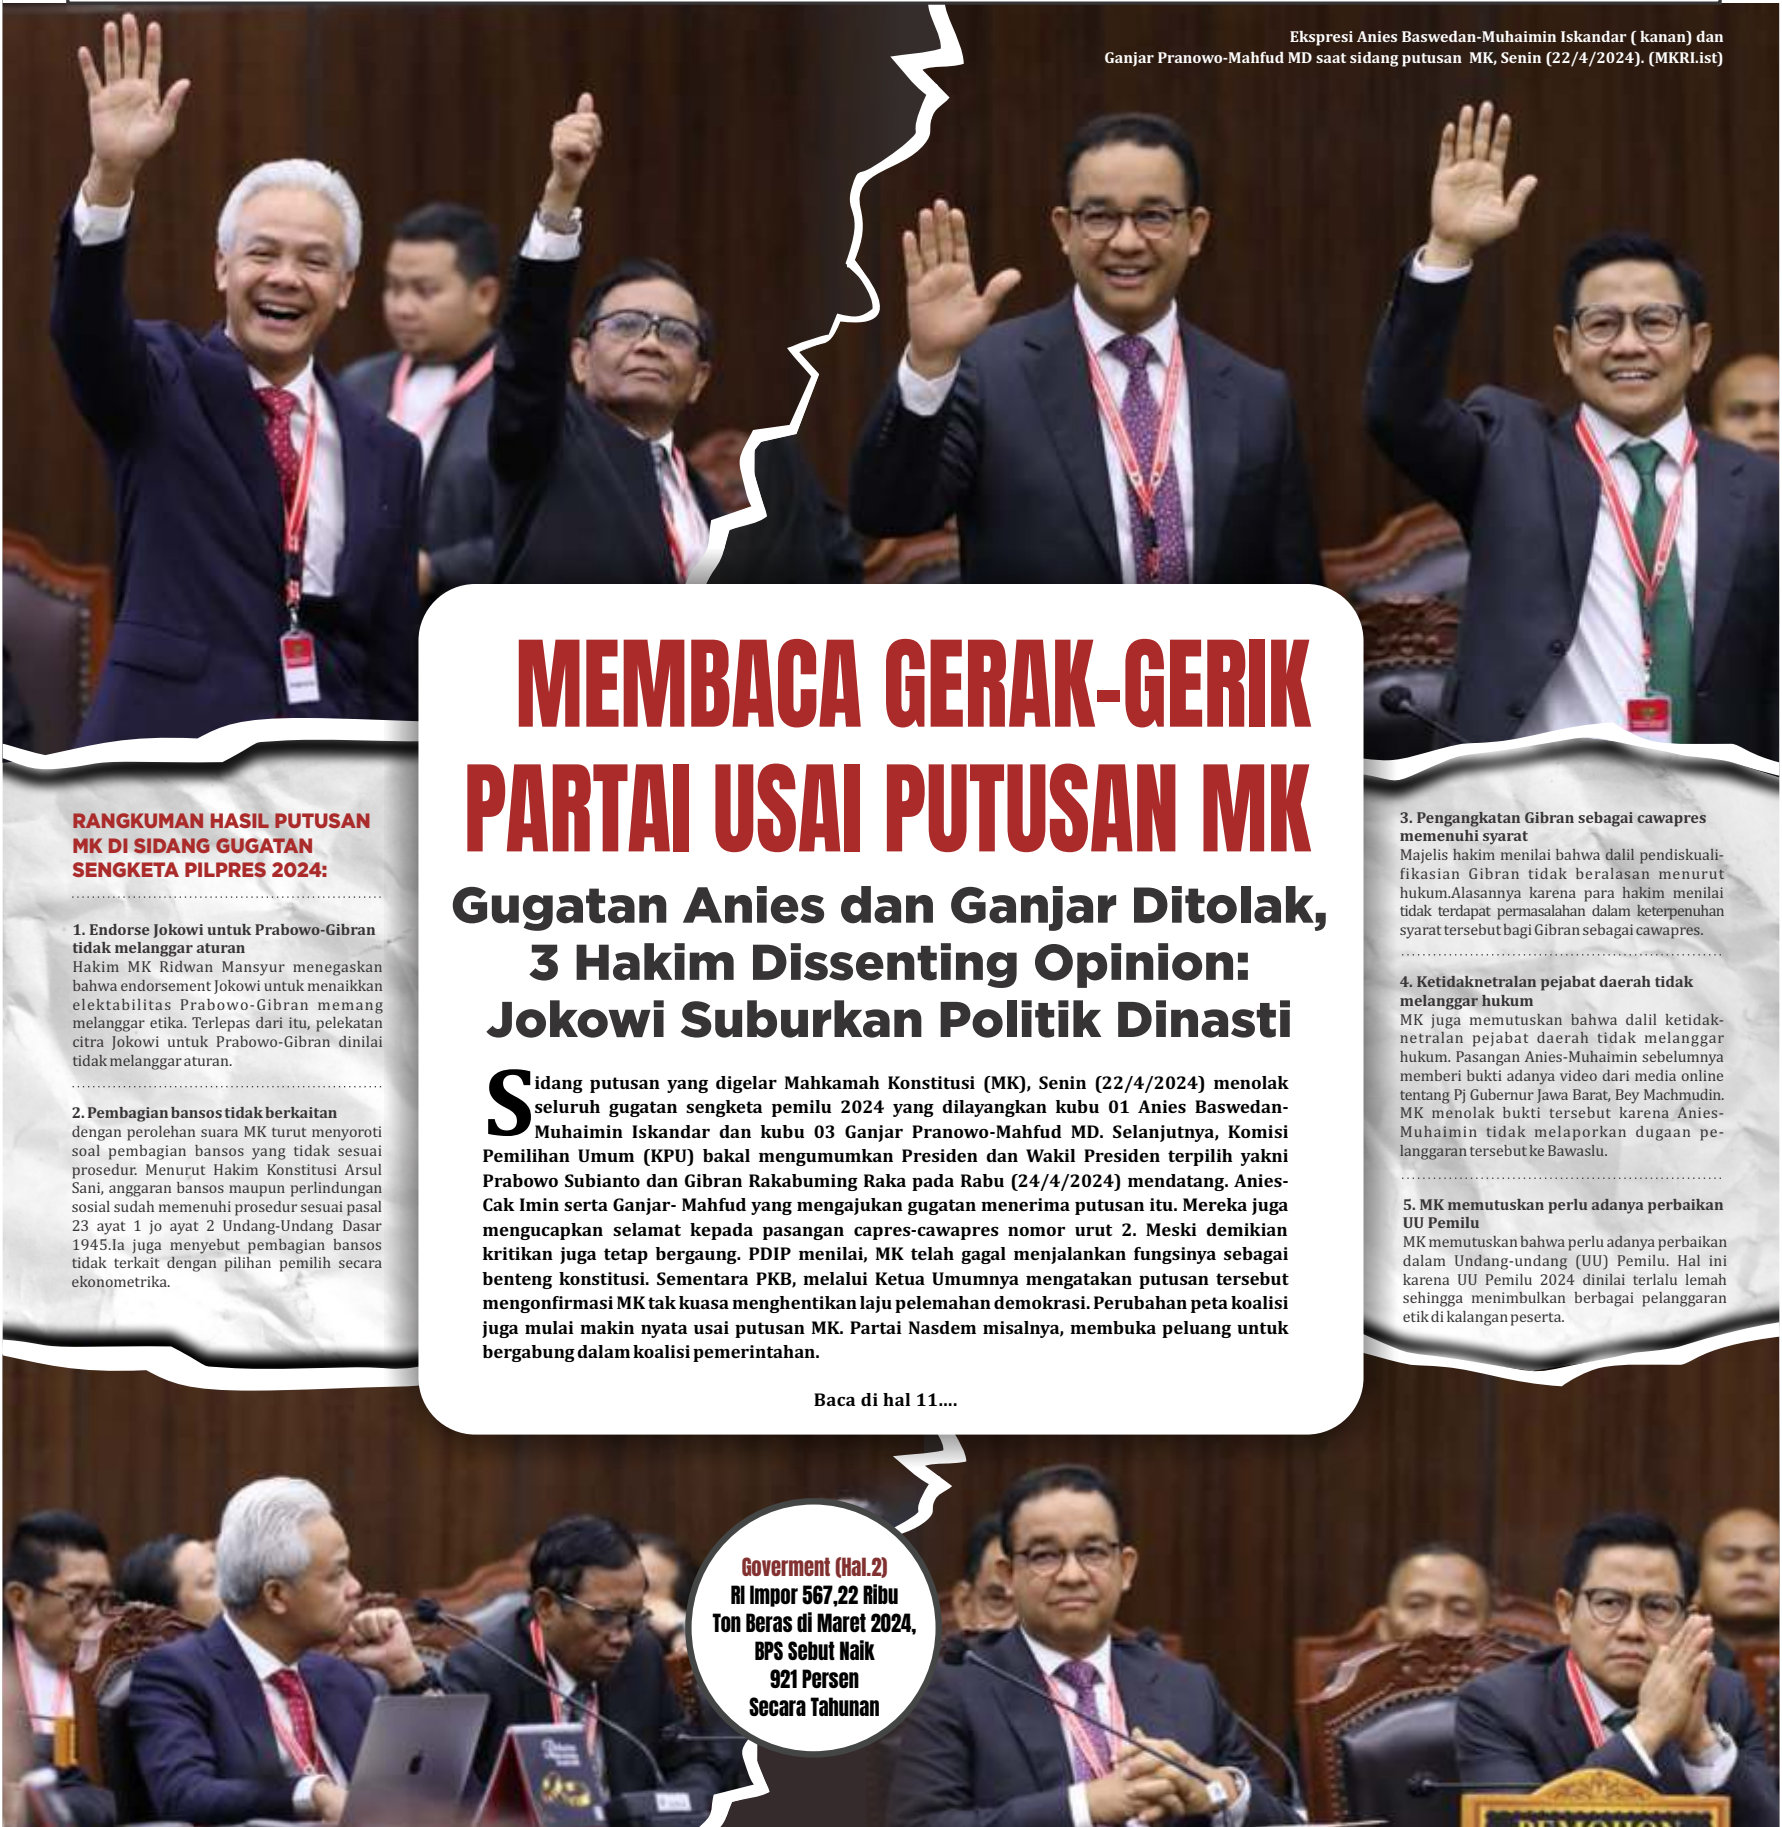 Ekspresi Anies Baswedan-Muhaimin Iskandar ( kanan) dan
Ganjar Pranowo-Mahfud MD saat sidang putusan MK, Senin (22/4/2024). (MKRI.ist)
MEMBACA GERAK-GERIK
PARTAI USAI PUTUSAN MK
Gugatan Anies dan Ganjar Ditolak,
3 Hakim Dissenting Opinion:
Jokowi Suburkan Politik Dinasti
Sidang putusan yang digelar Mahkamah Konstitusi (MK), Senin (22/4/2024) menolak
seluruh gugatan sengketa pemilu 2024 yang dilayangkan kubu 01 Anies Baswedan-
Muhaimin Iskandar dan kubu 03 Ganjar Pranowo-Mahfud MD. Selanjutnya, Komisi
Pemilihan Umum (KPU) bakal mengumumkan Presiden dan Wakil Presiden terpilih yakni
Prabowo Subianto dan Gibran Rakabuming Raka pada Rabu (24/4/2024) mendatang. Anies-
Cak Imin serta Ganjar- Mahfud yang mengajukan gugatan menerima putusan itu. Mereka juga
mengucapkan selamat kepada pasangan capres-cawapres nomor urut 2. Meski demikian
kritikan juga tetap bergaung. PDIP menilai, MK telah gagal menjalankan fungsinya sebagai
benteng konstitusi. Sementara PKB, melalui Ketua Umumnya mengatakan putusan tersebut
mengonfirmasi MK tak kuasa menghentikan laju pelemahan demokrasi. Perubahan peta koalisi
juga mulai makin nyata usai putusan MK. Partai Nasdem misalnya, membuka peluang untuk
bergabung dalam koalisi pemerintahan.
Baca di hal 11....
RANGKUMAN HASIL PUTUSAN
MK DI SIDANG GUGATAN
SENGKETA PILPRES 2024:
1. Endorse Jokowi untuk Prabowo-Gibran
tidak melanggar aturan
Hakim MK Ridwan Mansyur menegaskan
bahwa endorsement Jokowi untuk menaikkan
elektabilitas Prabowo-Gibran memang
melanggar etika. Terlepas dari itu, pelekatan
citra Jokowi untuk Prabowo-Gibran dinilai
tidak melanggar aturan.
2. Pembagian bansos tidak berkaitan
dengan perolehan suara MK turut menyoroti
soal pembagian bansos yang tidak sesuai
prosedur. Menurut Hakim Konstitusi Arsul
Sani, anggaran bansos maupun perlindungan
sosial sudah memenuhi prosedur sesuai pasal
23 ayat 1 jo ayat 2 Undang-Undang Dasar
1945.Ia juga menyebut pembagian bansos
tidak terkait dengan pilihan pemilih secara
ekonometrika.
3. Pengangkatan Gibran sebagai cawapres
memenuhi syarat
Majelis hakim menilai bahwa dalil pendiskuali-
fikasian Gibran tidak beralasan menurut
hukum.Alasannya karena para hakim menilai
tidak terdapat permasalahan dalam keterpenuhan
syarat tersebut bagi Gibran sebagai cawapres.
4. Ketidaknetralan pejabat daerah tidak
melanggar hukum
MK juga memutuskan bahwa dalil ketidak-
netralan pejabat daerah tidak melanggar
hukum. Pasangan Anies-Muhaimin sebelumnya
memberi bukti adanya video dari media online
tentang Pj Gubernur Jawa Barat, Bey Machmudin.
MK menolak bukti tersebut karena Anies-
Muhaimin tidak melaporkan dugaan pe-
langgaran tersebut ke Bawaslu.
5. MK memutuskan perlu adanya perbaikan
UU Pemilu
MK memutuskan bahwa perlu adanya perbaikan
dalam Undang-undang (UU) Pemilu. Hal ini
karena UU Pemilu 2024 dinilai terlalu lemah
sehingga menimbulkan berbagai pelanggaran
etik di kalangan peserta.
Goverment (Hal.2)
RI Impor 567,22 Ribu
Ton Beras di Maret 2024,
BPS Sebut Naik
921 Persen
Secara Tahunan
PEMOHON